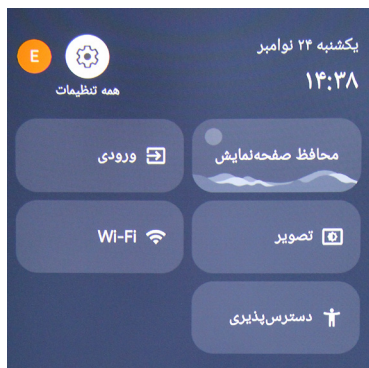 یکشنبه ۲۴ نوامبر
۱۴:۳۸
E
همه تنظیمات
محافظ صفحه‌نمایش
ورودی
تصویر
Wi-Fi
دسترس‌پذیری